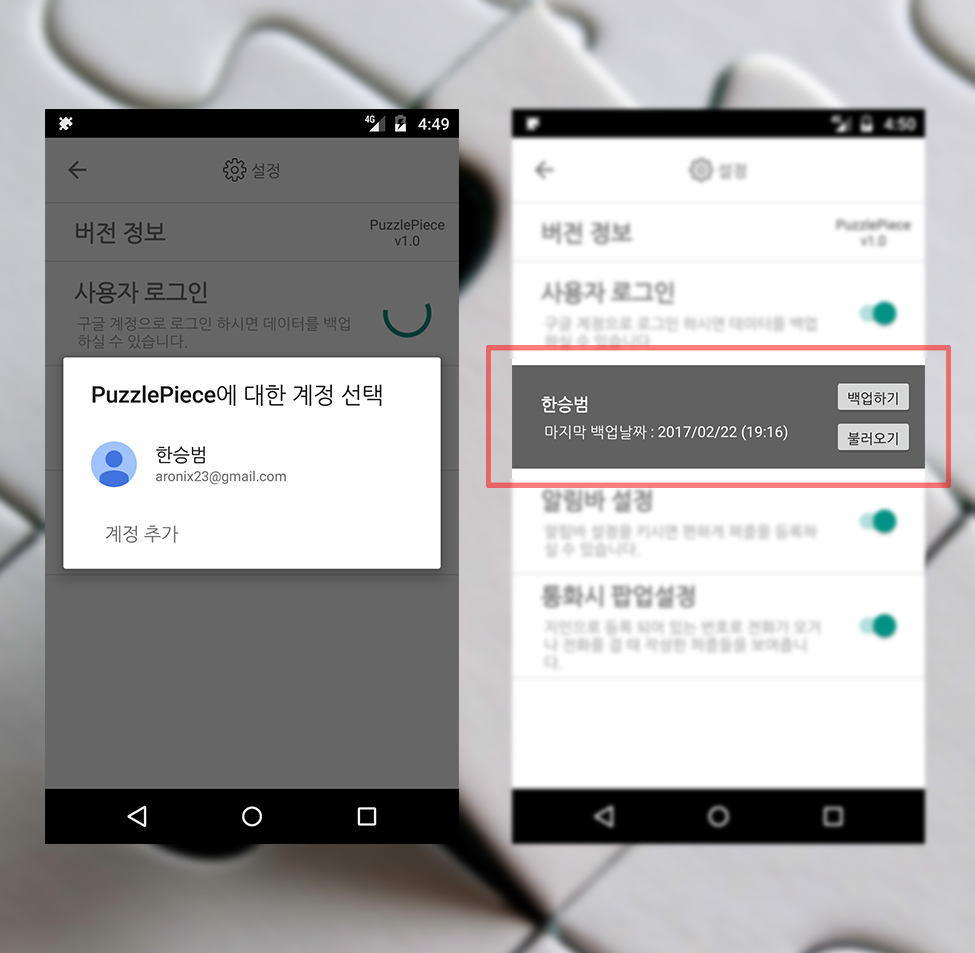 4G 4:49
설정
버전 정보
PuzzlePiece
v1.0
사용자 로그인
구글 계정으로 로그인 하시면 데이터를 백업
하실 수 있습니다.
PuzzlePiece에 대한 계정 선택
한승범
aronix23@gmail.com
계정 추가
4:50
설정
버전 정보
PuzzlePiece
v1.0
사용자 로그인
구글 계정으로 로그인 하시면 데이터를 백업
하실 수 있습니다.
한승범
마지막 백업날짜 : 2017/02/22 (19:16)
백업하기
불러오기
알림바 설정
알림바 설정을 키시면 편하게 퍼즐을 등록하
실 수 있습니다.
통화시 팝업설정
지인으로 등록 되어 있는 번호로 전화가 오거
나 전화를 걸 때 작성한 퍼즐들을 보여줍니
다.